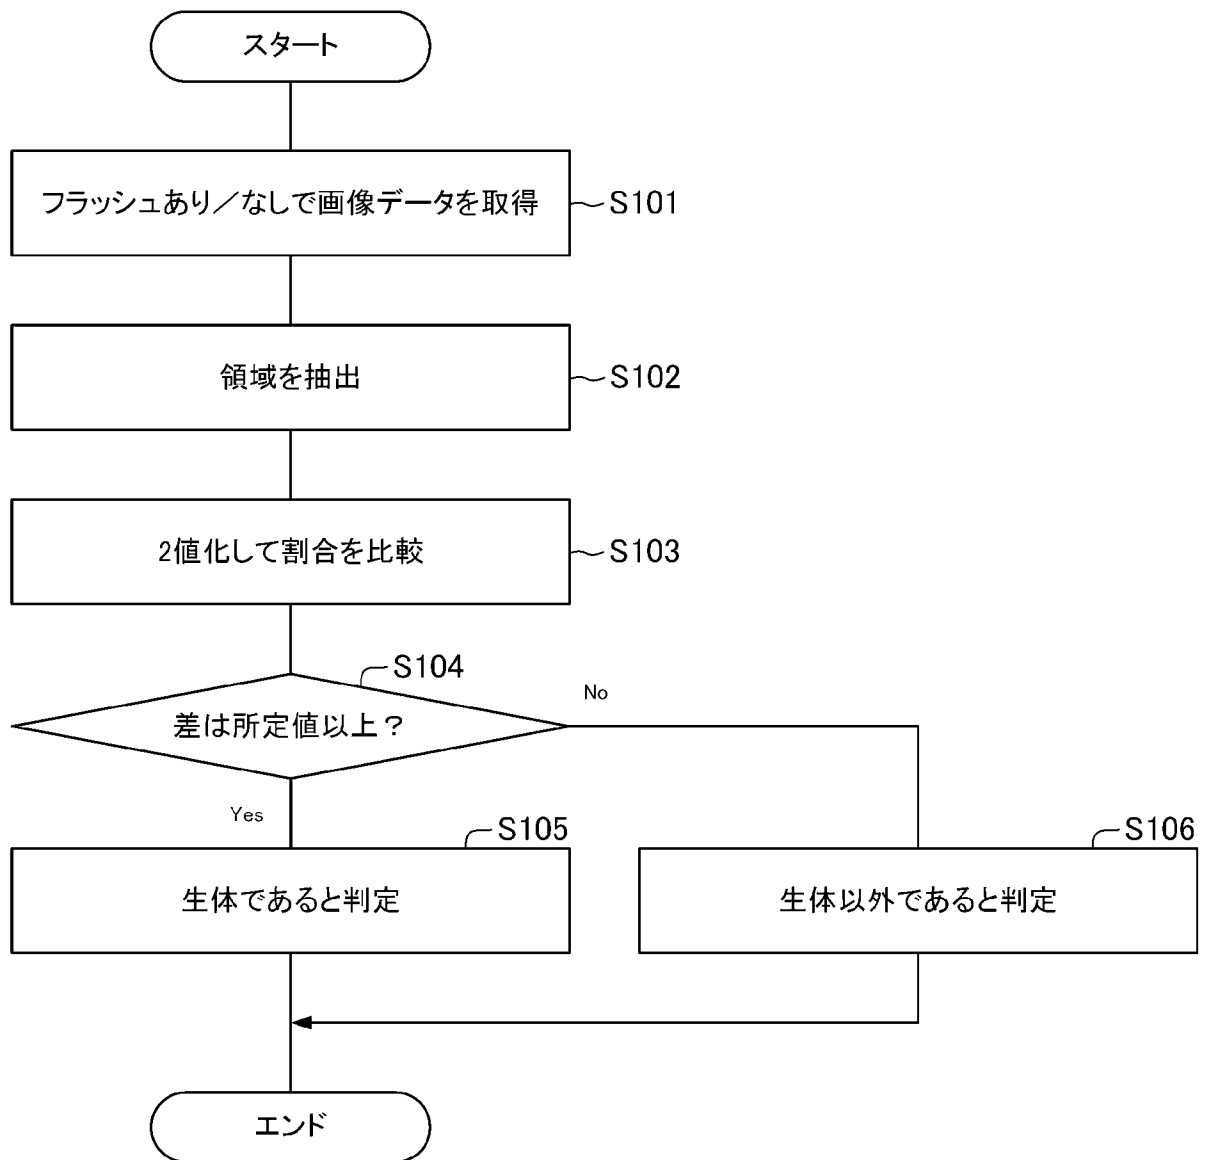 スタート
フラッシュあり／なしで画像データを取得
S101
領域を抽出
S102
2値化して割合を比較
S103
S104
差は所定値以上？
No
Yes
S105
生体であると判定
S106
生体以外であると判定
エンド